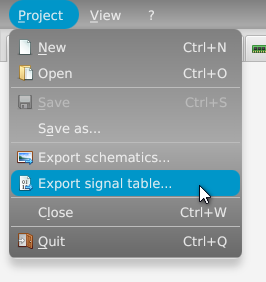 Project View ?
New Ctrl+N
Open Ctrl+O
Save Ctrl+S
Save as...
Export schematics...
Export signal table...
Close Ctrl+W
Quit Ctrl+Q